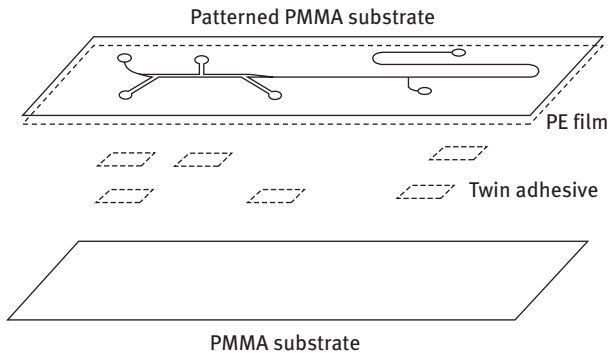 Patterned PMMA substrate
PE film
Twin adhesive
PMMA substrate